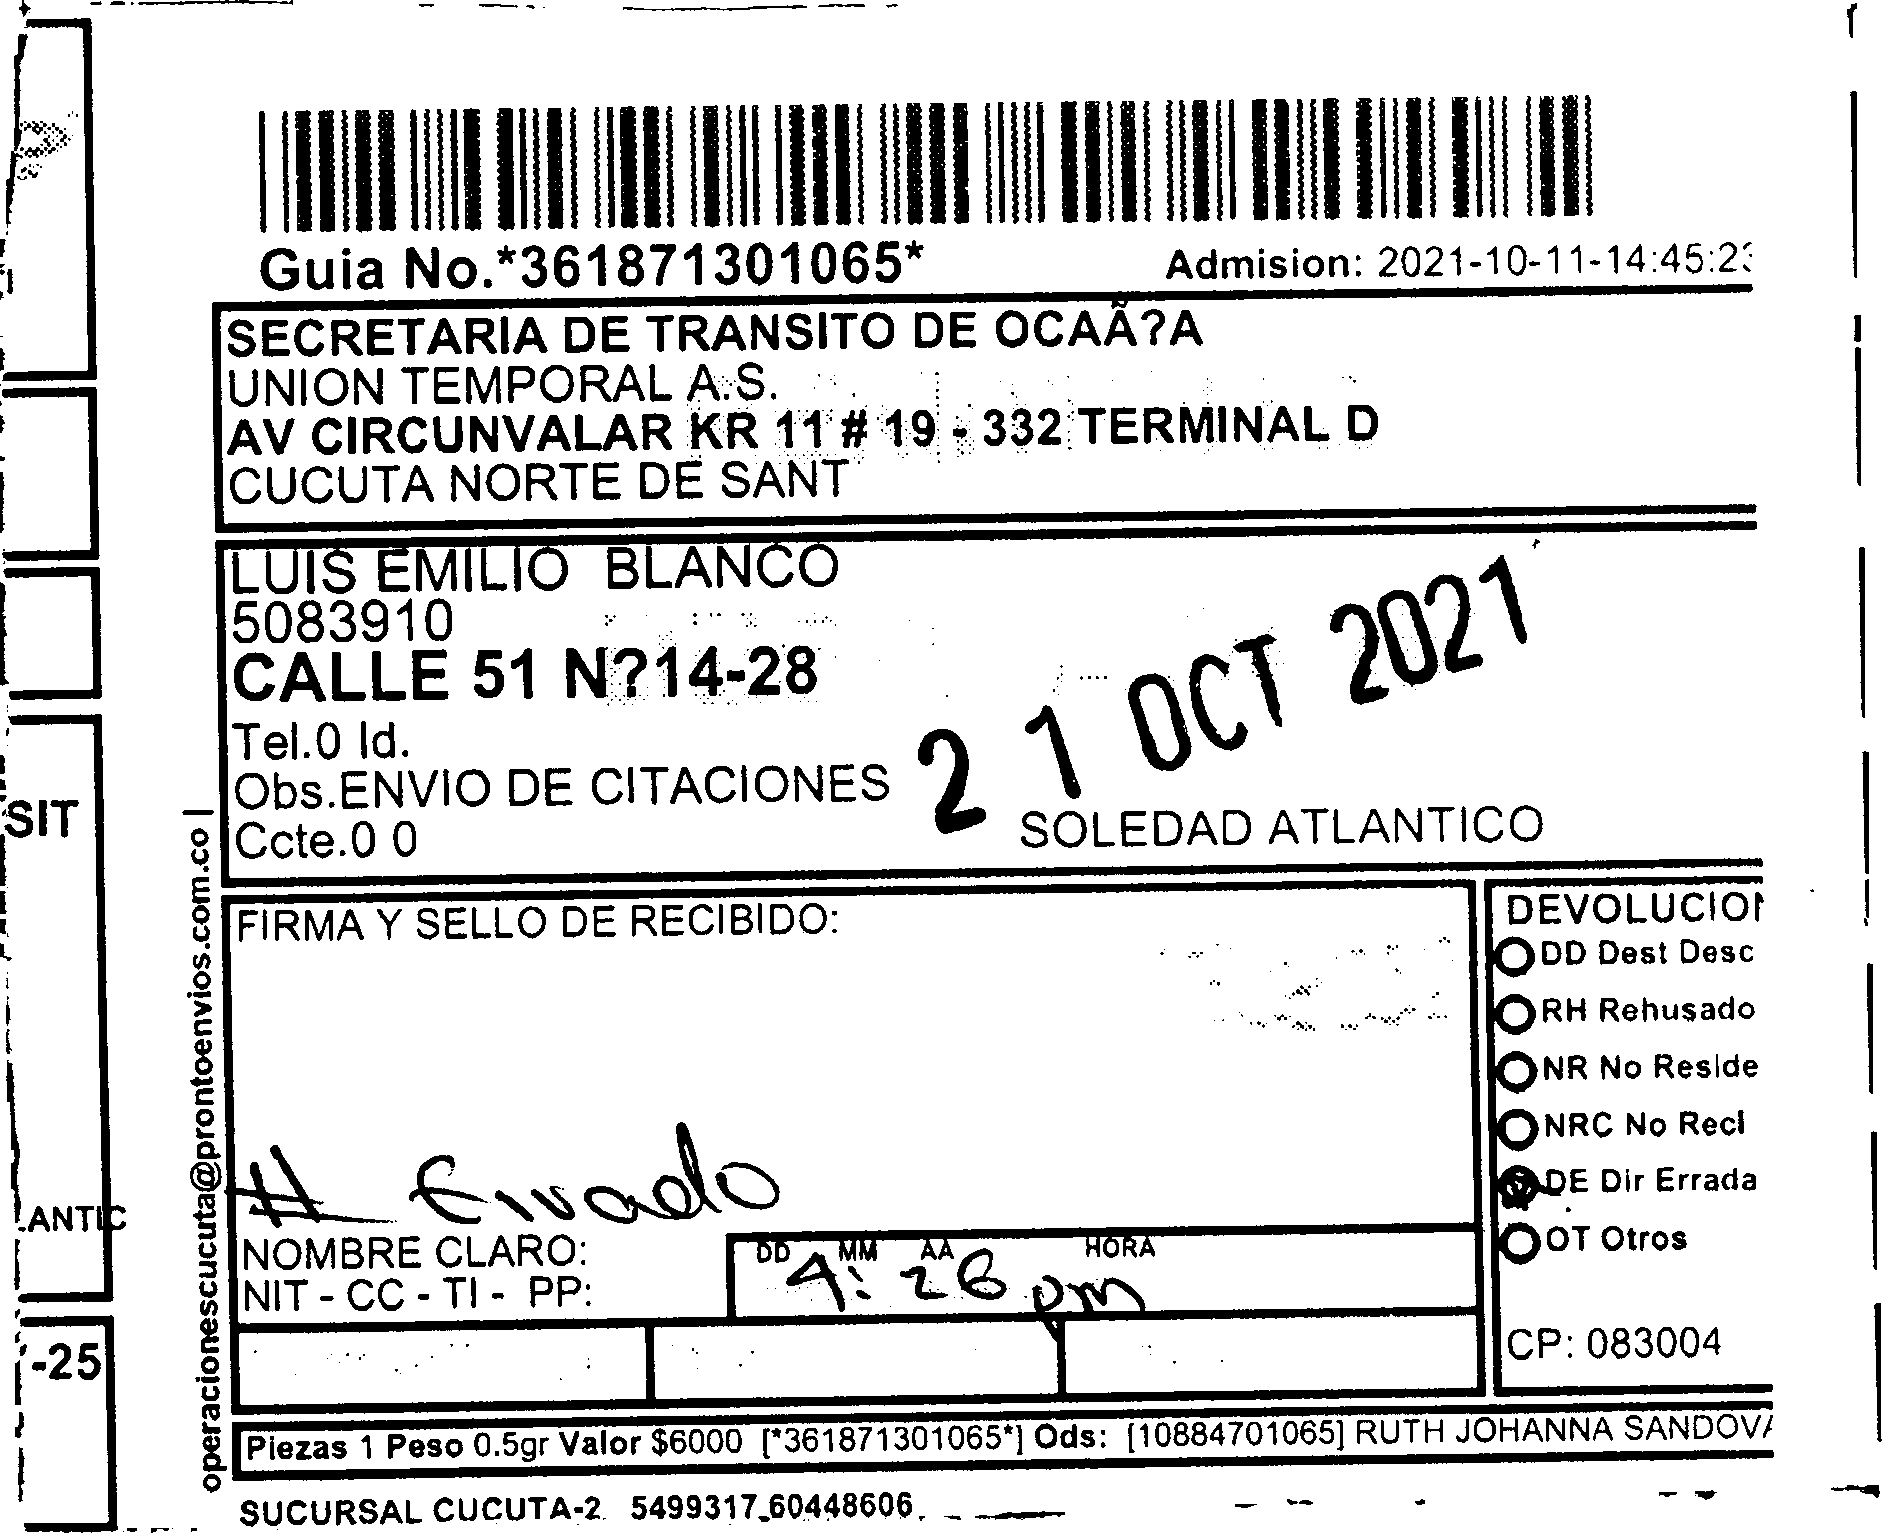 Guia No.*361871301065*
Admision: 2021-10-11-14:45:23
SECRETARIA DE TRANSITO DE OCAÃ?A
UNION TEMPORAL A.S.
AV CIRCUNVALAR KR 11 # 19 - 332 TERMINAL D
CUCUTA NORTE DE SANT
LUIS EMILIO BLANCO
5083910
CALLE 51 N?14-28
Tel.0 Id.
Obs.ENVIO DE CITACIONES
Ccte.0 0
21 OCT 2021
SOLEDAD ATLANTICO
operacionescucuta@prontoenvios.com.co |
FIRMA Y SELLO DE RECIBIDO:
# Errado
NOMBRE CLARO:
NIT - CC - TI - PP:
DD MM AA HORA
4:26 pm
DEVOLUCION
DD Dest Desc
RH Rehusado
NR No Reside
NRC No Recl
DE Dir Errada
OT Otros
CP: 083004
Piezas 1 Peso 0.5gr Valor $6000 [*361871301065*] Ods: [10884701065] RUTH JOHANNA SANDOVA
SUCURSAL CUCUTA-2 5499317_60448606
SIT
ANTIC
-25